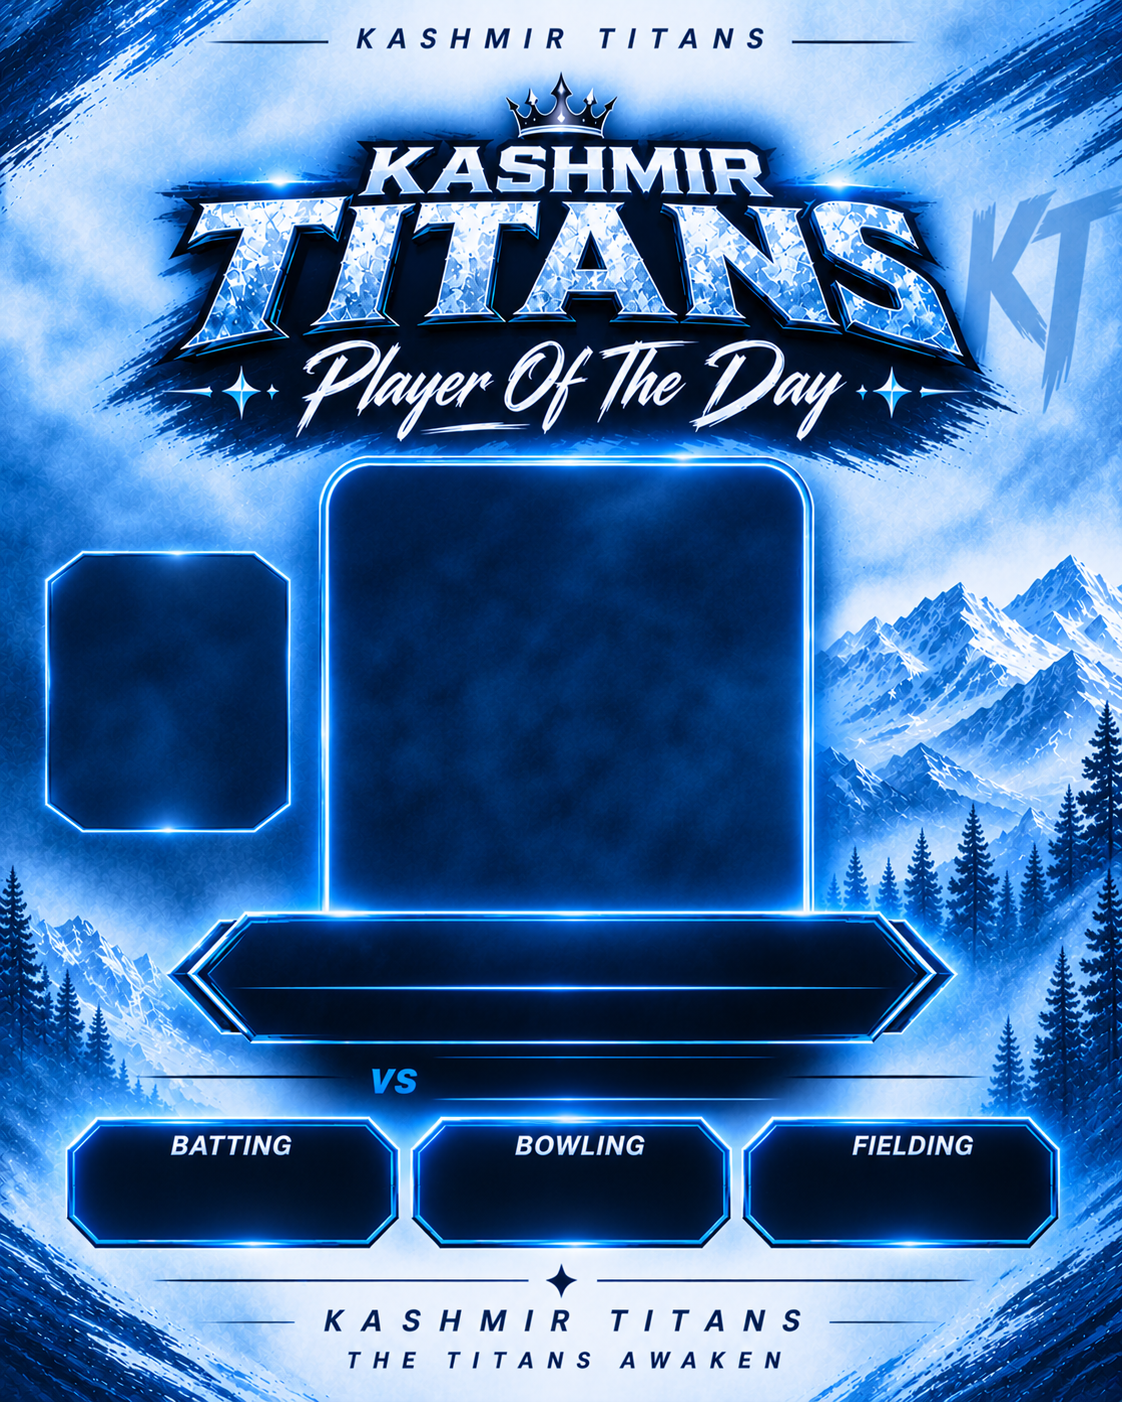 KASHMIR TITANS
KASHMIR
TITANS
KT
Player Of The Day
VS
BATTING
BOWLING
FIELDING
KASHMIR TITANS
THE TITANS AWAKEN